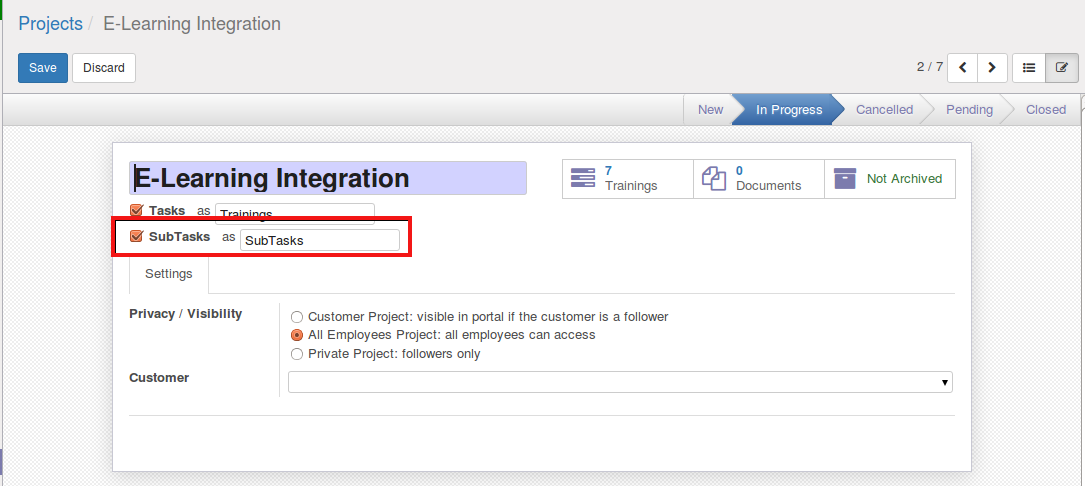 Projects / E-Learning Integration
Save Discard 2 / 7
New In Progress Cancelled Pending Closed
E-Learning Integration
7 Trainings
0 Documents
Not Archived
Tasks as Trainings
SubTasks as SubTasks
Settings
Privacy / Visibility
Customer Project: visible in portal if the customer is a follower
All Employees Project: all employees can access
Private Project: followers only
Customer